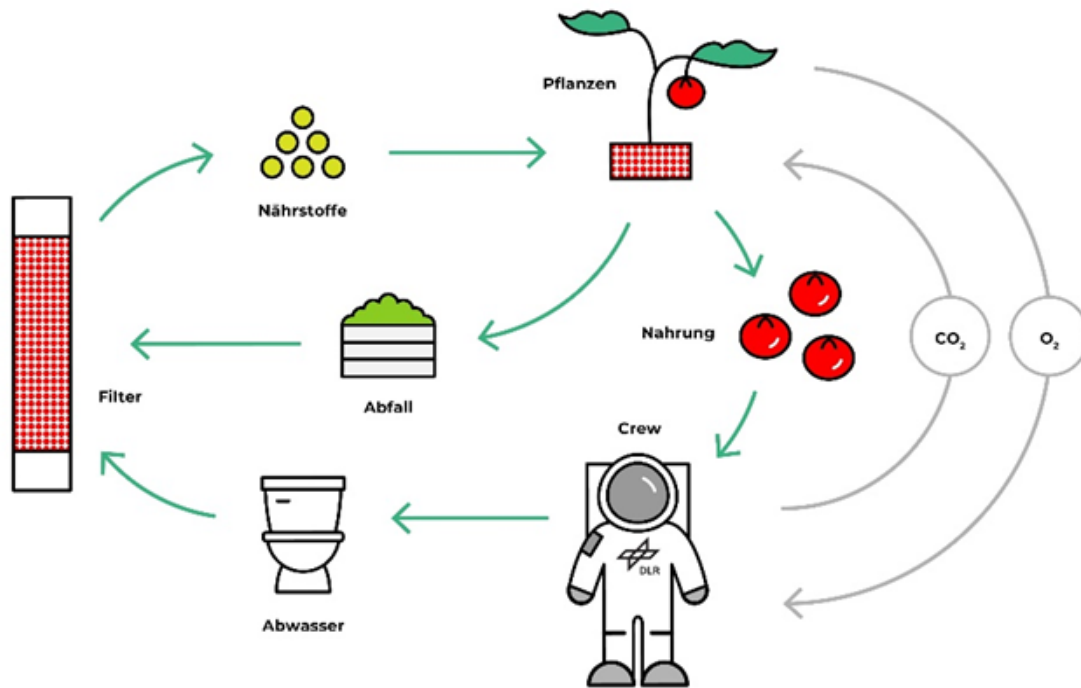 Pflanzen
Nährstoffe
Nahrung
CO₂
O₂
Filter
Abfall
Crew
DLR
Abwasser